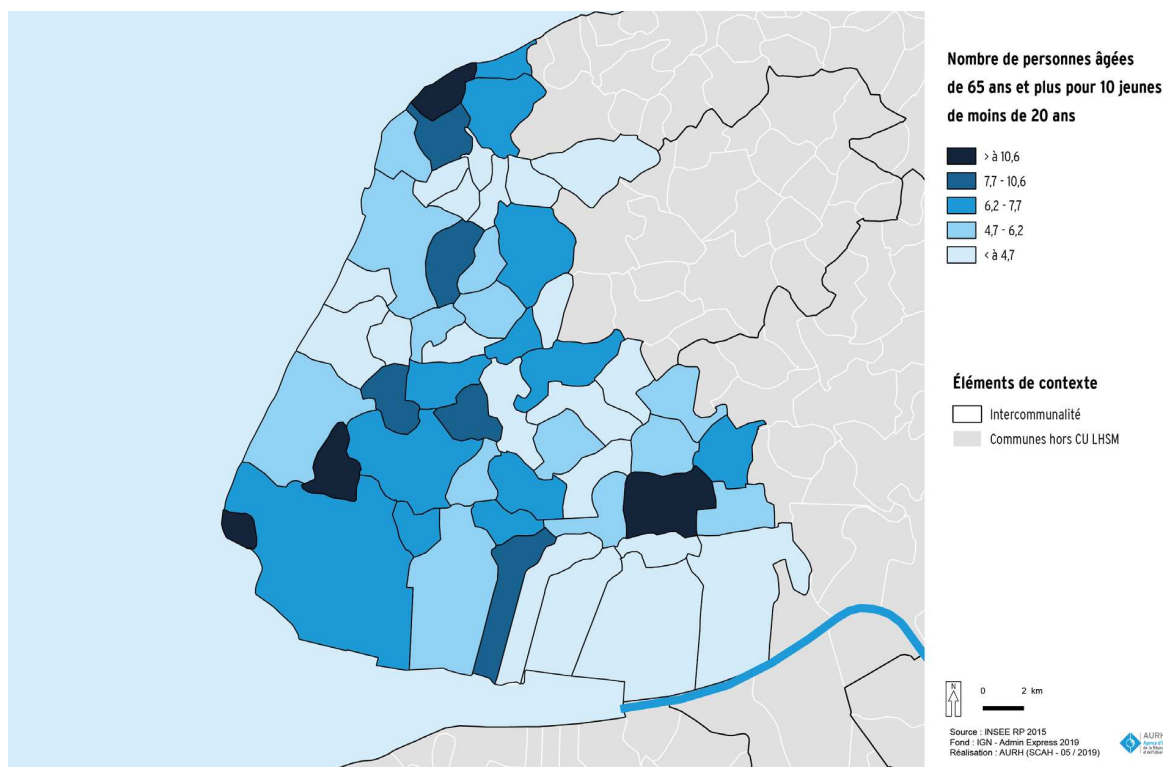 Nombre de personnes âgées
de 65 ans et plus pour 10 jeunes
de moins de 20 ans
> à 10,6
7,7 - 10,6
6,2 - 7,7
4,7 - 6,2
< à 4,7
Éléments de contexte
Intercommunalité
Communes hors CU LHSM
N
0 2 km
Source : INSEE RP 2015
Fond : IGN - Admin Express 2019
Réalisation : AURH (SCAH - 05 / 2019)
AURH